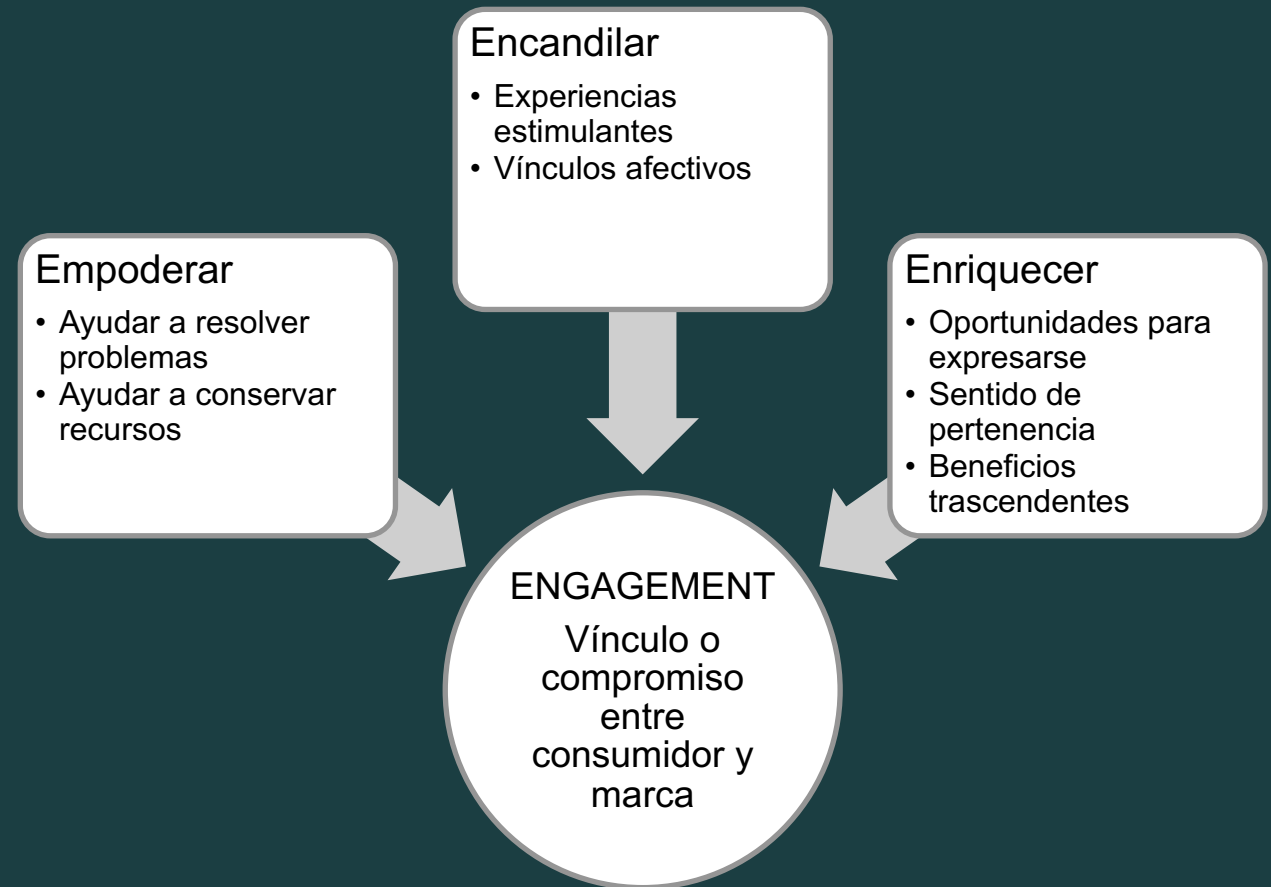 Encandilar
• Experiencias
estimulantes
• Vínculos afectivos
Empoderar
• Ayudar a resolver
problemas
• Ayudar a conservar
recursos
Enriquecer
• Oportunidades para
expresarse
• Sentido de
pertenencia
• Beneficios
trascendentes
ENGAGEMENT
Vínculo o
compromiso
entre
consumidor y
marca